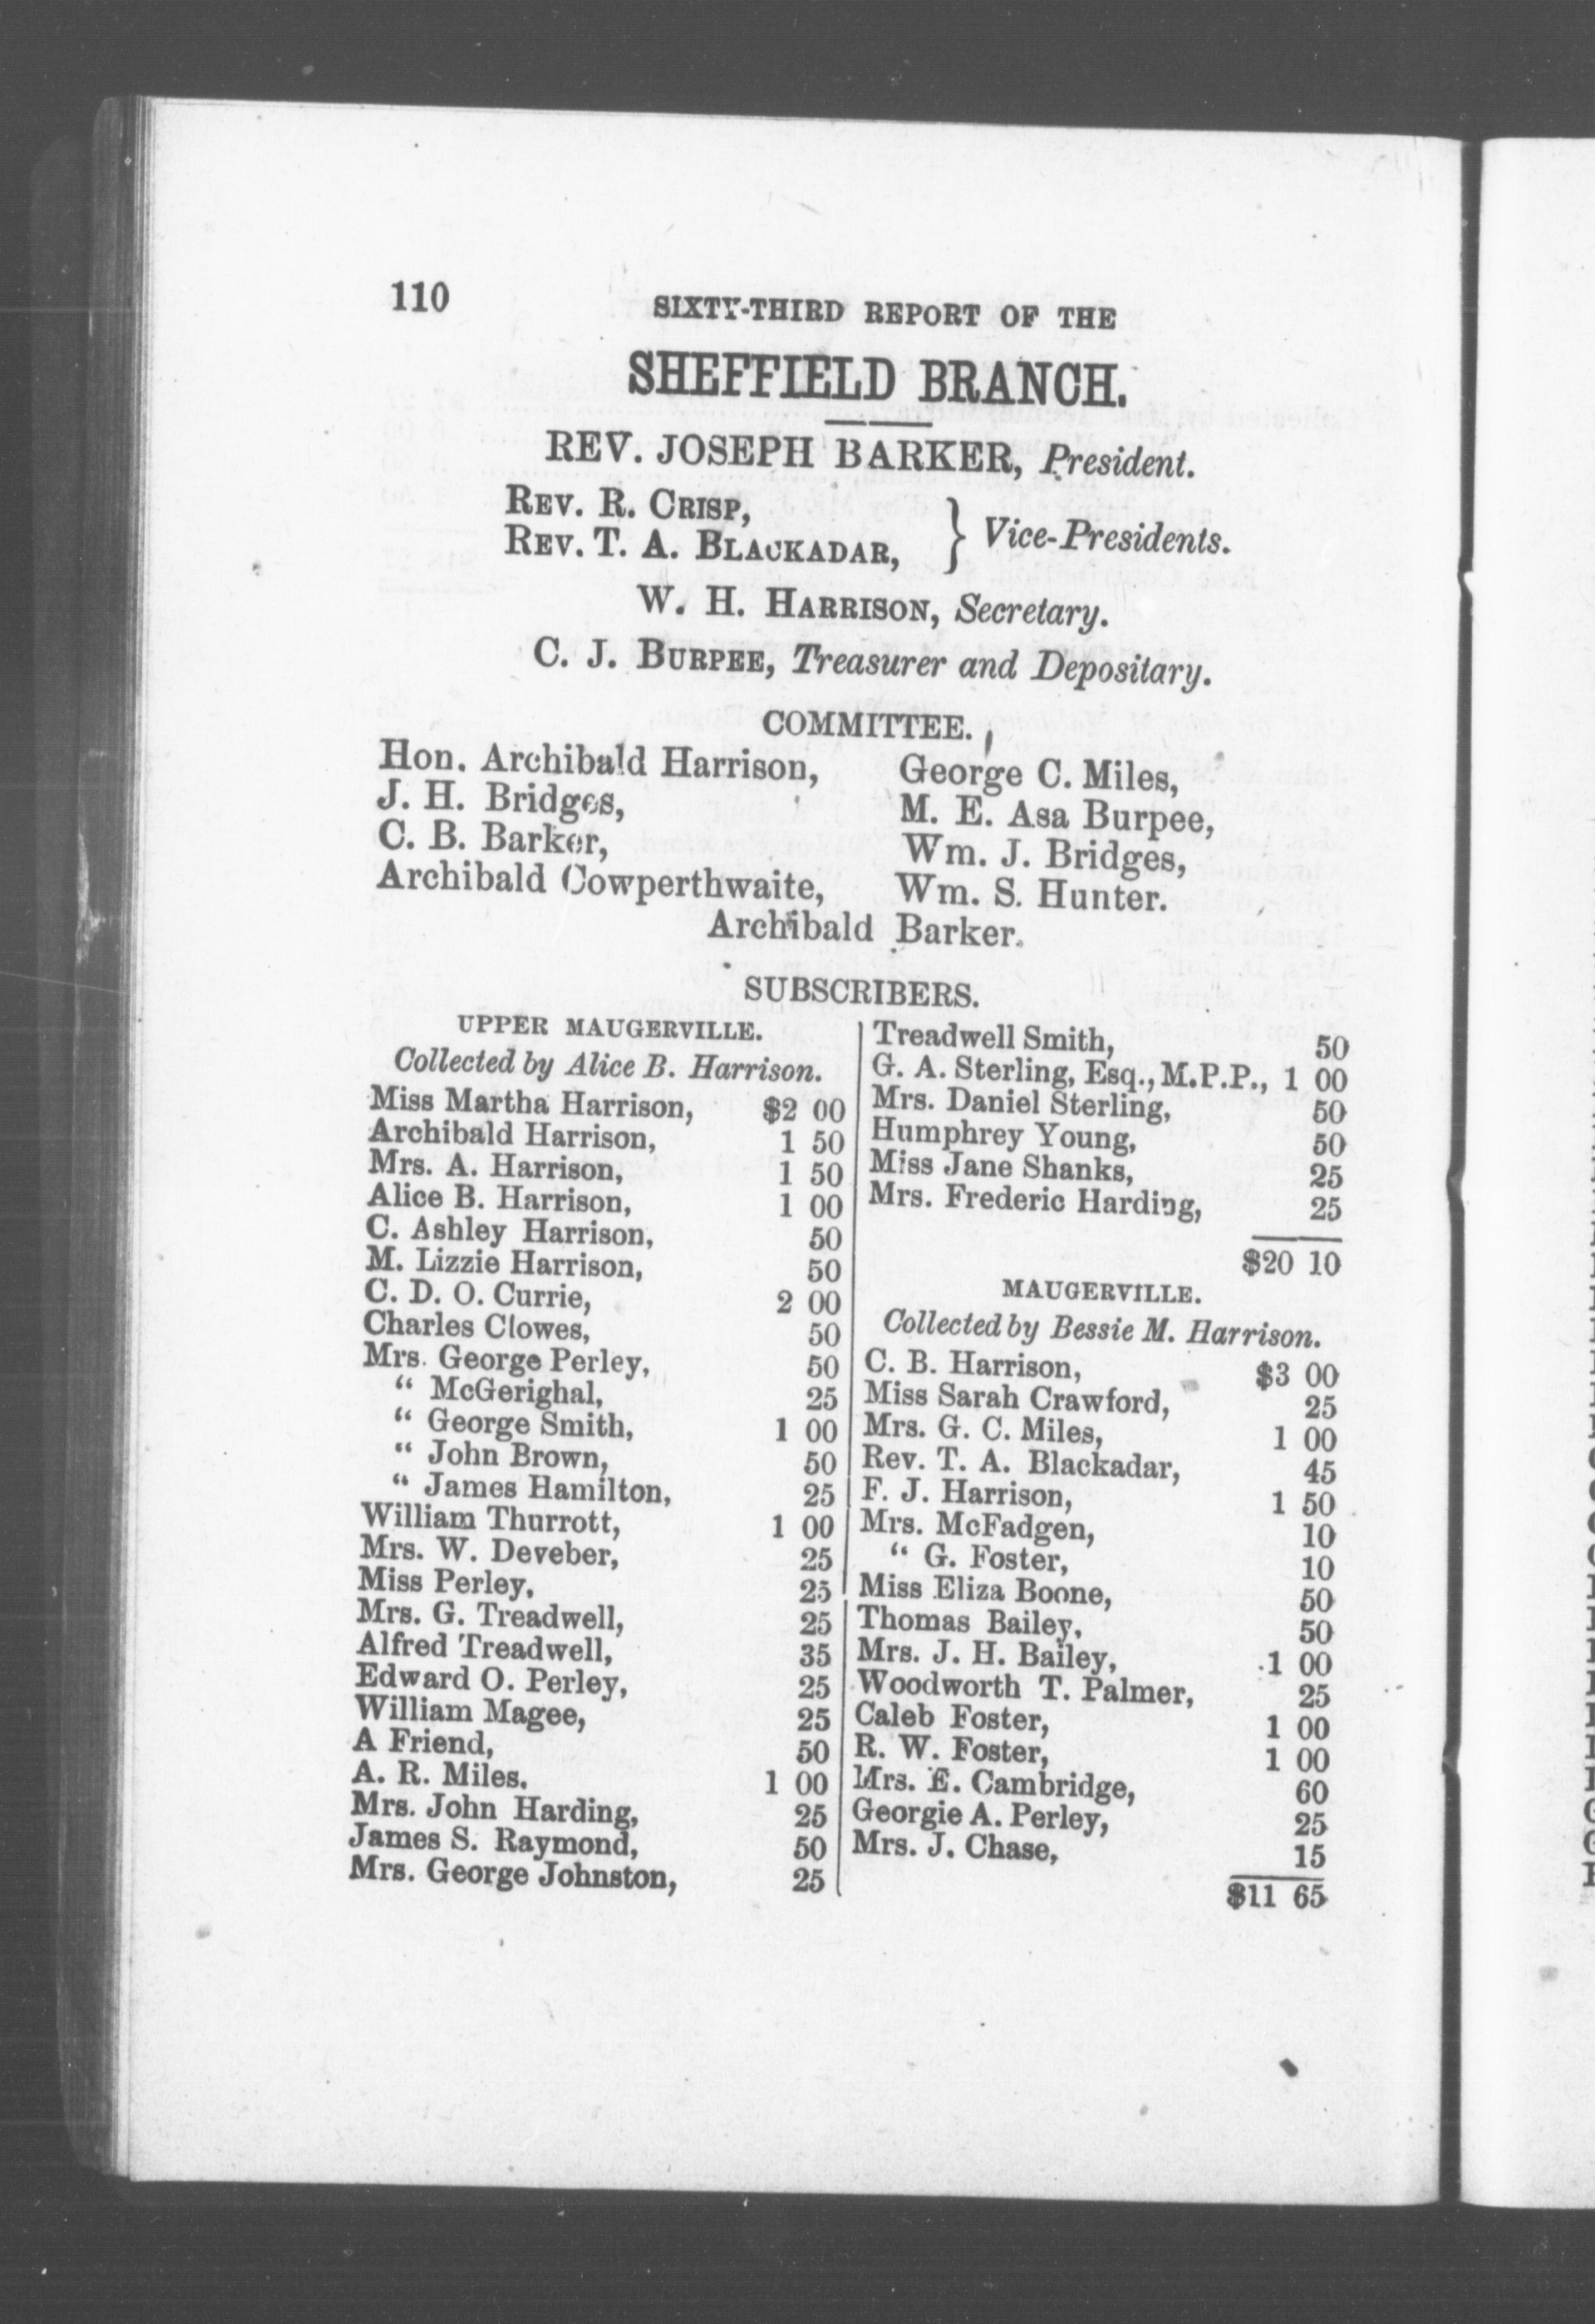 110
SIXTY-THIRD REPORT OF THE
SHEFFIELD BRANCH.
REV. JOSEPH BARKER, President.
REV. R. CRISP,
REV. T. A. BLACKADAR,
} Vice-Presidents.
W. H. HARRISON, Secretary.
C. J. BURPEE, Treasurer and Depositary.
COMMITTEE.
Hon. Archibald Harrison, George C. Miles,
J. H. Bridges, M. E. Asa Burpee,
C. B. Barker, Wm. J. Bridges,
Archibald Cowperthwaite, Wm. S. Hunter.
Archibald Barker.
SUBSCRIBERS.
UPPER MAUGERVILLE.
Collected by Alice B. Harrison.
Miss Martha Harrison, $2 00
Archibald Harrison, 1 50
Mrs. A. Harrison, 1 50
Alice B. Harrison, 1 00
C. Ashley Harrison, 50
M. Lizzie Harrison, 50
C. D. O. Currie, 2 00
Charles Clowes, 50
Mrs. George Perley, 50
“ McGerighal, 25
“ George Smith, 1 00
“ John Brown, 50
“ James Hamilton, 25
William Thurrott, 1 00
Mrs. W. Deveber, 25
Miss Perley, 25
Mrs. G. Treadwell, 25
Alfred Treadwell, 35
Edward O. Perley, 25
William Magee, 25
A Friend, 50
A. R. Miles, 1 00
Mrs. John Harding, 25
James S. Raymond, 50
Mrs. George Johnston, 25
Treadwell Smith, 50
G. A. Sterling, Esq., M.P.P., 1 00
Mrs. Daniel Sterling, 50
Humphrey Young, 50
Miss Jane Shanks, 25
Mrs. Frederic Harding, 25
$20 10
MAUGERVILLE.
Collected by Bessie M. Harrison.
C. B. Harrison, $3 00
Miss Sarah Crawford, 25
Mrs. G. C. Miles, 1 00
Rev. T. A. Blackadar, 45
F. J. Harrison, 1 50
Mrs. McFadgen, 10
“ G. Foster, 10
Miss Eliza Boone, 50
Thomas Bailey, 50
Mrs. J. H. Bailey, 1 00
Woodworth T. Palmer, 25
Caleb Foster, 1 00
R. W. Foster, 1 00
Mrs. E. Cambridge, 60
Georgie A. Perley, 25
Mrs. J. Chase, 15
$11 65